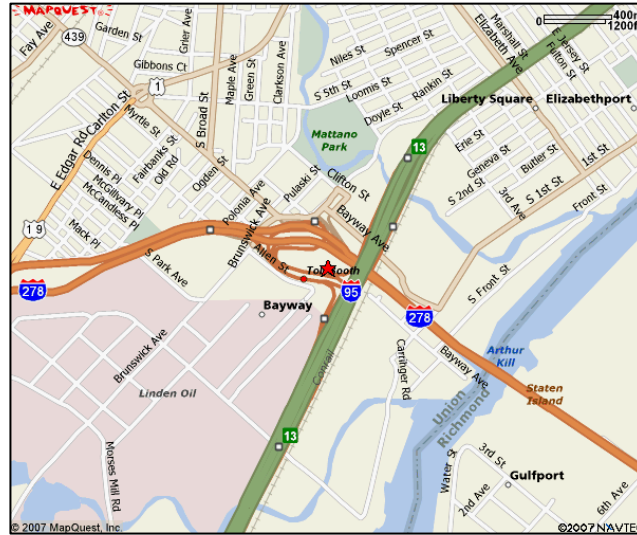 MAPQUEST
400m
1200ft
0
Fay Ave
439
Garden St
Grier Ave
Gibbons Ct
1
Maple Ave
Green St
Clarkson Ave
Niles St
Spencer St
Marshall St
Elizabeth Ave
E Jersey St
Fulton St
S 5th St
Loomis St
Rankin St
Doyle St
Liberty Square
Elizabethport
Carlton St
E Edgar Rd
Myrtle St
S Broad St
Mattano
Park
13
Erie St
Geneva St
Butler St
1st St
S 2nd St
3rd Ave
S 1st St
Front St
Dennis Pl
Fairbanks St
Old Rd
Ogden St
Pulaski St
Clifton St
McGillvary Pl
McCandless Pl
Polonia Ave
Brunswick Ave
Bayway Ave
1 9
Mack Pl
S Park Ave
Allen St
S Front St
278
95
Bayway
278
Brunswick Ave
Conrail
Carringer Rd
Bayway Ave
Arthur
Kill
Staten
Island
Linden Oil
Union
Richmond
Morses Mill Rd
13
Water St
3rd St
Gulfport
2nd Ave
6th Ave
© 2007 MapQuest, Inc.
©2007 NAVTEQ